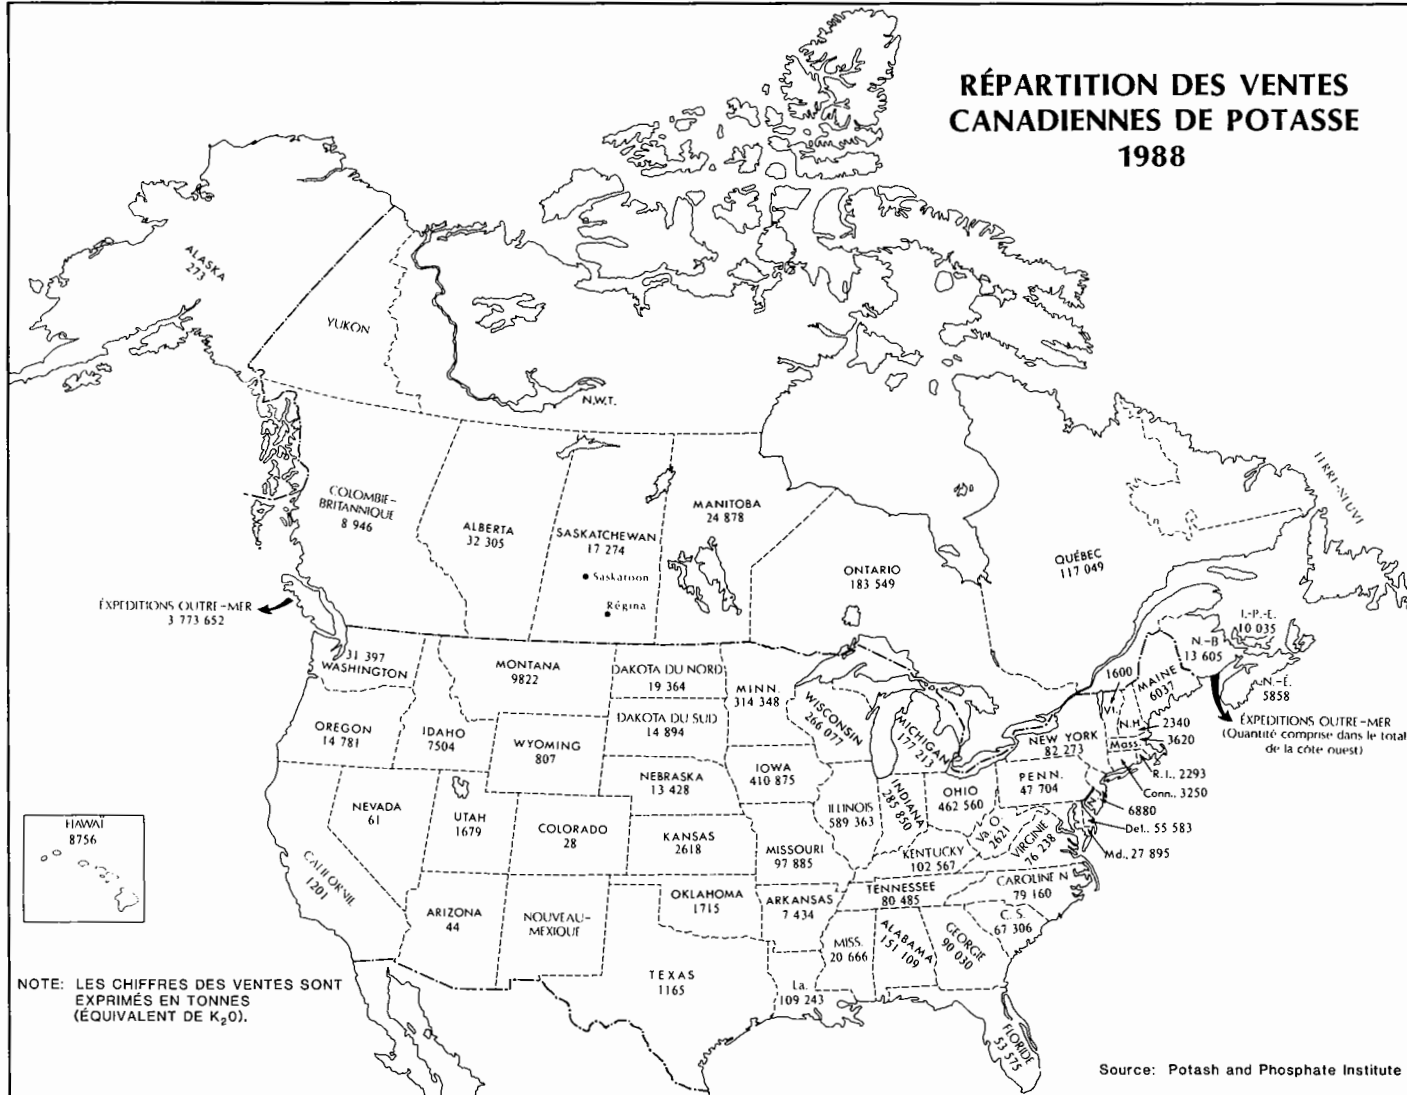 RÉPARTITION DES VENTES
CANADIENNES DE POTASSE
1988
ALASKA
273
YUKON
N.W.T.
COLOMBIE-
BRITANNIQUE
8 946
ALBERTA
32 305
SASKATCHEWAN
17 274
Saskatoon
Régina
MANITOBA
24 878
ONTARIO
183 549
QUÉBEC
117 049
I.-P.-E.
10 035
N.-B
13 605
N.-É.
5858
EXPÉDITIONS OUTRE-MER
3 773 652
ÉXPEDITIONS OUTRE-MER
(Quantité comprise dans le total
de la côte ouest)
31 397
WASHINGTON
MONTANA
9822
DAKOTA DU NORD
19 364
MINN.
314 348
WISCONSIN
266 077
MICHIGAN
177 213
1600
VI.
MAINE
6037
N.H.
2340
Mass.
3620
NEW YORK
82 273
R.I., 2293
Conn., 3250
OREGON
14 781
IDAHO
7504
WYOMING
807
DAKOTA DU SUD
14 894
IOWA
410 875
NEBRASKA
13 428
ILLINOIS
589 363
INDIANA
285 850
OHIO
462 560
PENN.
47 704
N.J.
6880
Del., 55 583
Md., 27 895
NEVADA
61
UTAH
1679
COLORADO
28
KANSAS
2618
MISSOURI
97 885
KENTUCKY
102 567
Va O.
2621
VIRGINIE
76 238
HAWAÏ
8756
CALIFORNIE
1201
ARIZONA
44
NOUVEAU-
MEXIQUE
OKLAHOMA
1715
ARKANSAS
7 434
TENNESSEE
80 485
CAROLINE N
79 160
C. S.
67 306
TEXAS
1165
La.
109 243
MISS.
20 666
ALABAMA
151 109
GEORGIE
90 030
FLORIDE
53 575
NOTE: LES CHIFFRES DES VENTES SONT
EXPRIMÉS EN TONNES
(ÉQUIVALENT DE K₂O).
Source: Potash and Phosphate Institute